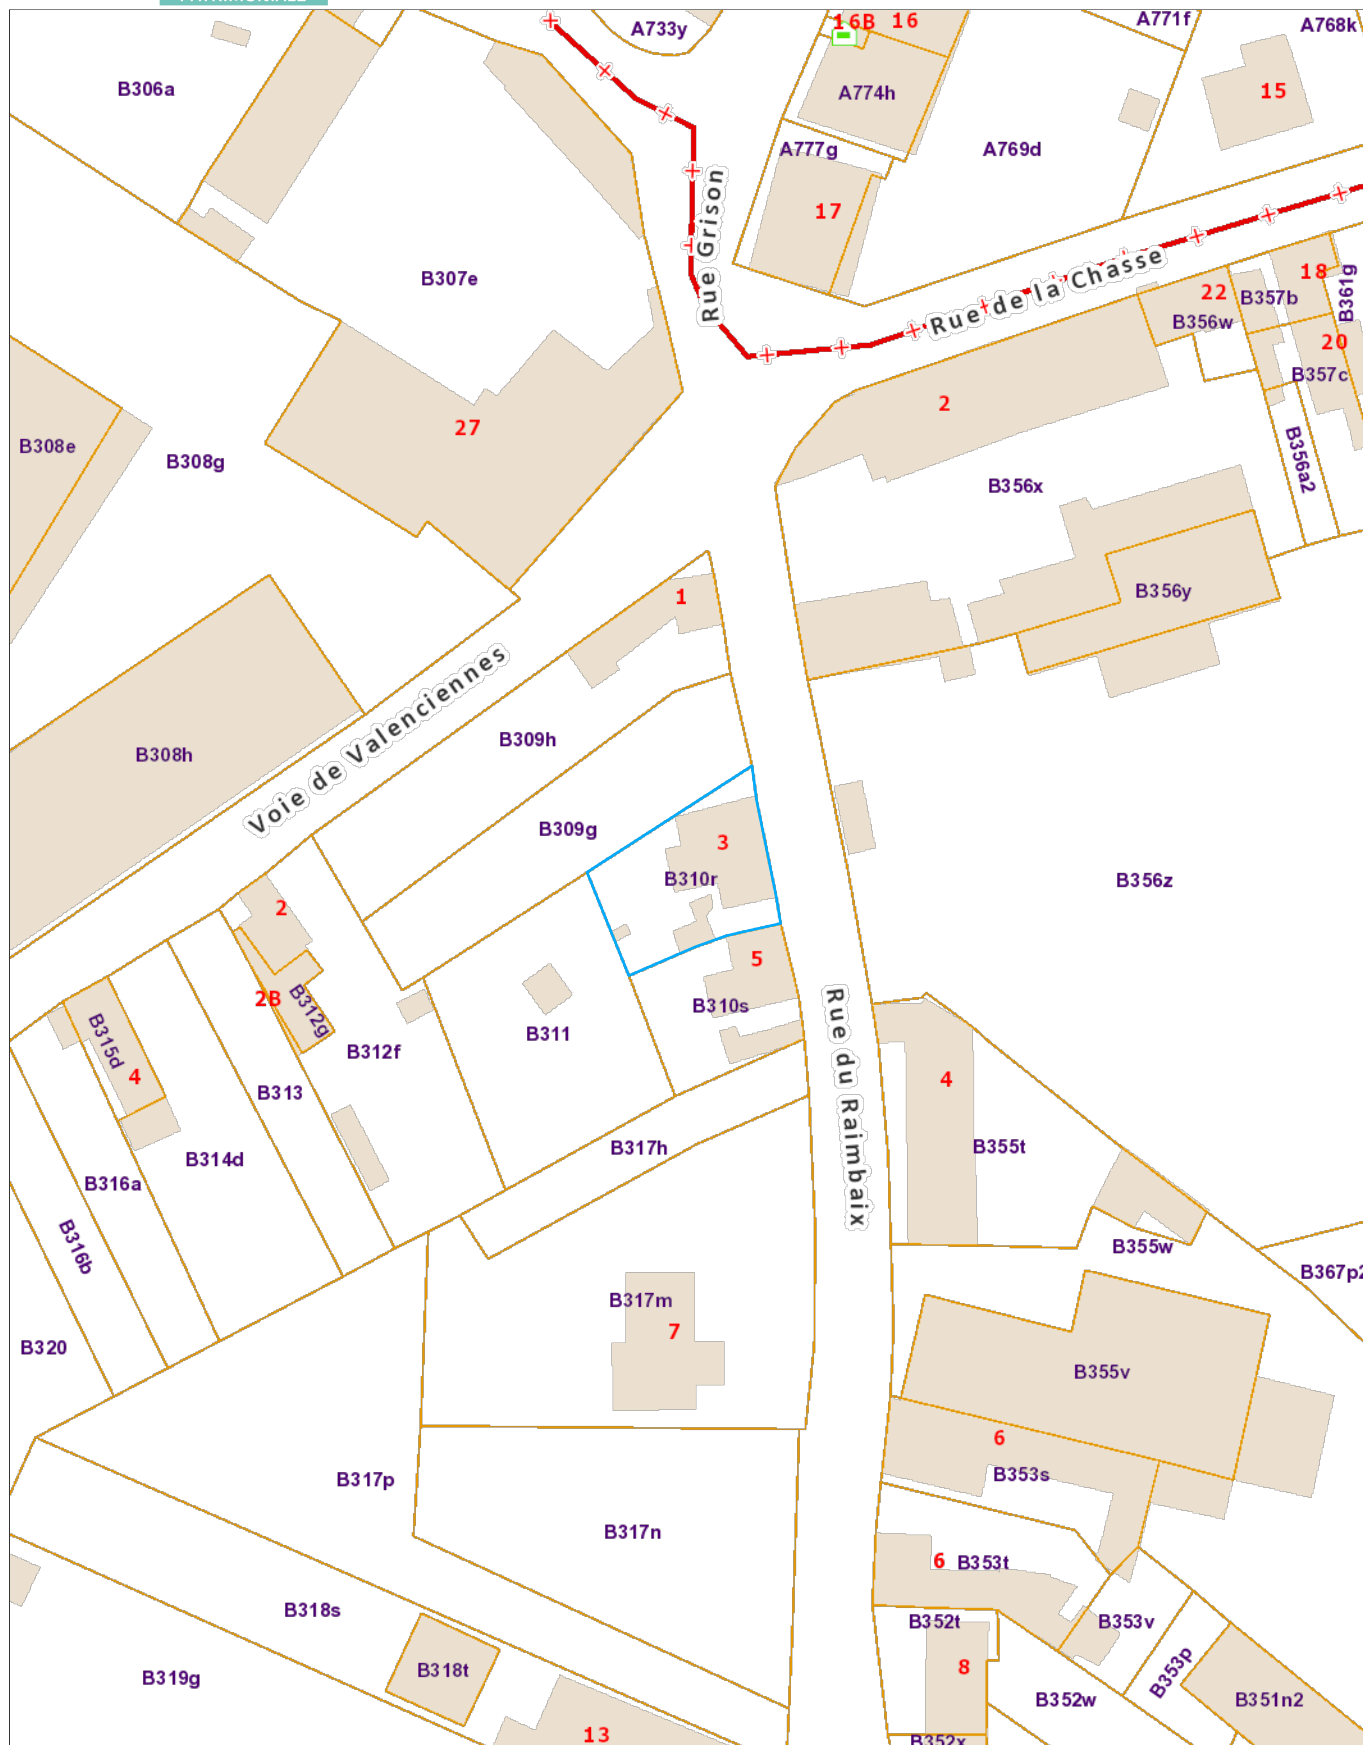 A733y
16B
16
A771f
A768k
B306a
A774h
15
A777g
A769d
17
Rue Grison
B307e
Rue de la Chasse
22
B357b
18
B361g
B356w
20
B357c
2
27
B308e
B308g
B356a2
B356x
B356y
1
Voie de Valenciennes
B309h
B308h
B309g
3
B310r
B356z
2
5
2B
B312g
B310s
B315d
B311
B312f
Rue du Raimbaix
4
4
B313
B355t
B317h
B314d
B316a
B316b
B355w
B367p2
B317m
7
B320
B355v
6
B353s
B317p
B317n
6
B353t
B318s
B352t
B353v
B318t
8
B353p
B319g
B352w
B351n2
13
B352x